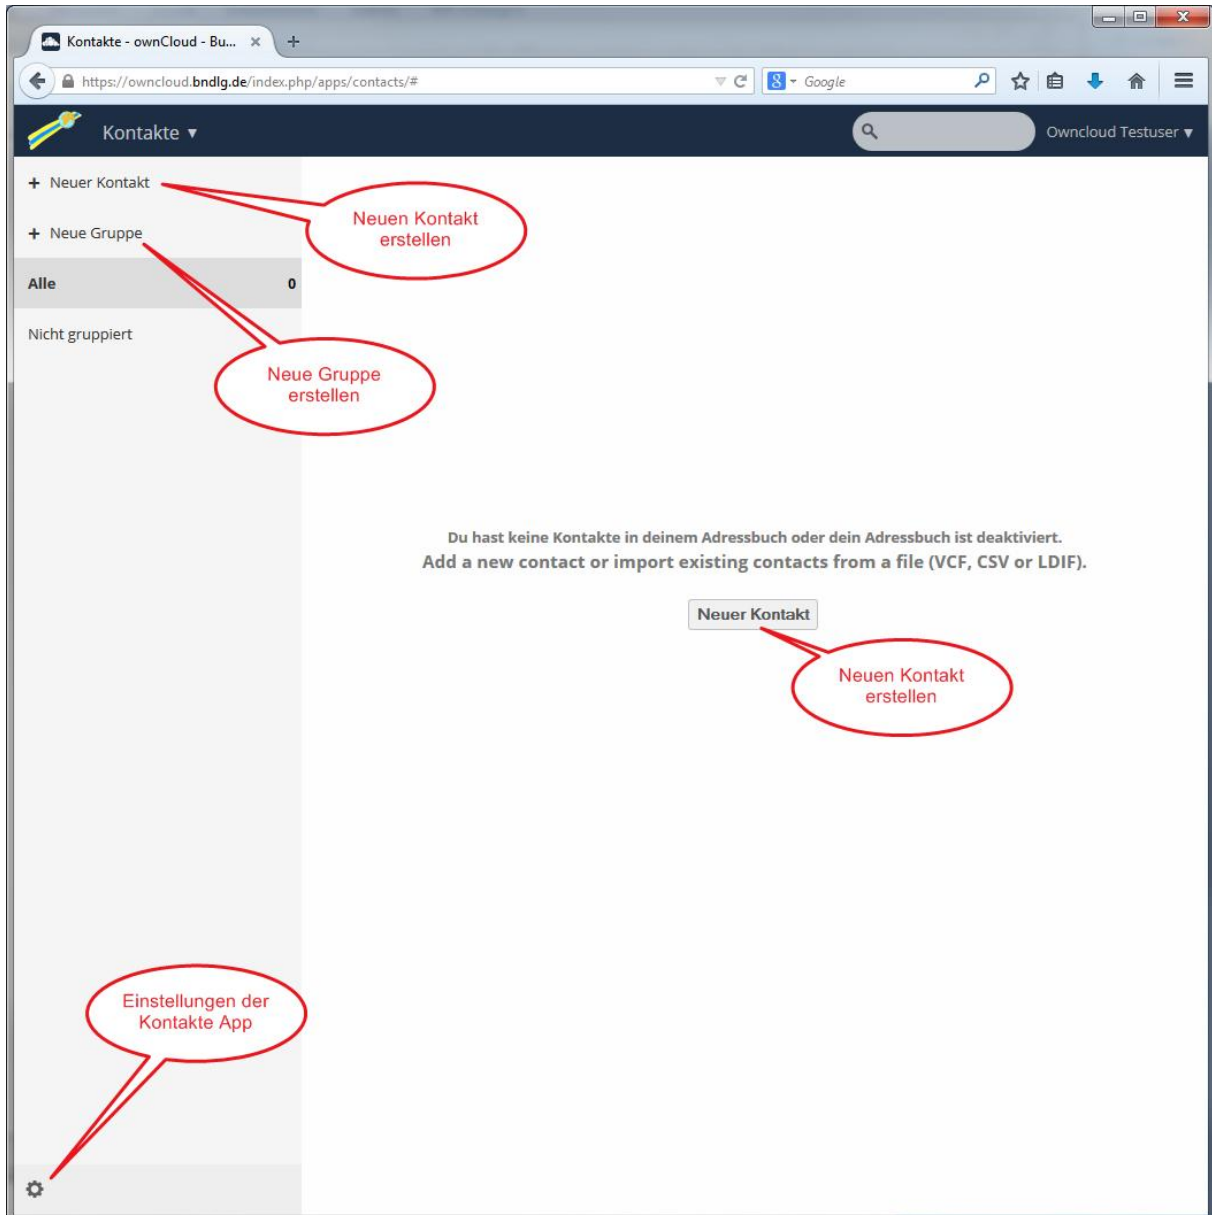 Kontakte - ownCloud - Bu...
https://owncloud.bndlg.de/index.php/apps/contacts/#
Google
Kontakte ▾
Owncloud Testuser ▾
+ Neuer Kontakt
Neuen Kontakt
erstellen
+ Neue Gruppe
Alle 0
Nicht gruppiert
Neue Gruppe
erstellen
Du hast keine Kontakte in deinem Adressbuch oder dein Adressbuch ist deaktiviert.
Add a new contact or import existing contacts from a file (VCF, CSV or LDIF).
Neuer Kontakt
Neuen Kontakt
erstellen
Einstellungen der
Kontakte App